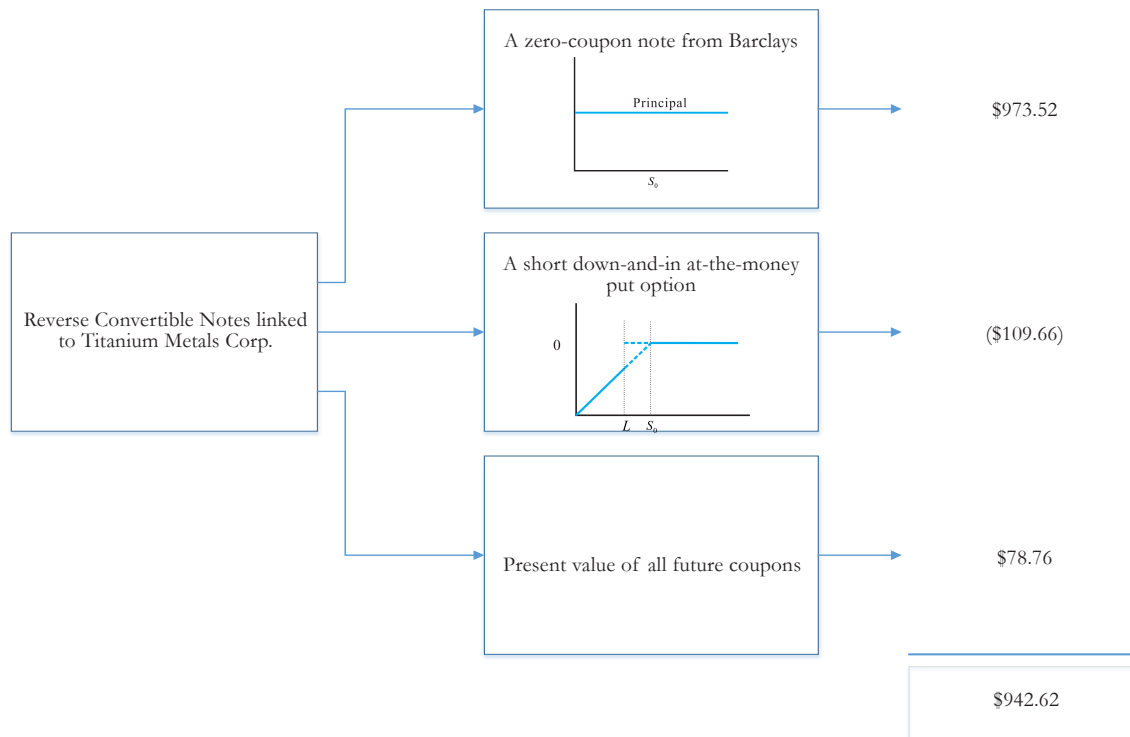 A zero-coupon note from Barclays
Principal
S₀
$973.52
Reverse Convertible Notes linked
to Titanium Metals Corp.
A short down-and-in at-the-money
put option
0
L S₀
($109.66)
Present value of all future coupons
$78.76
$942.62